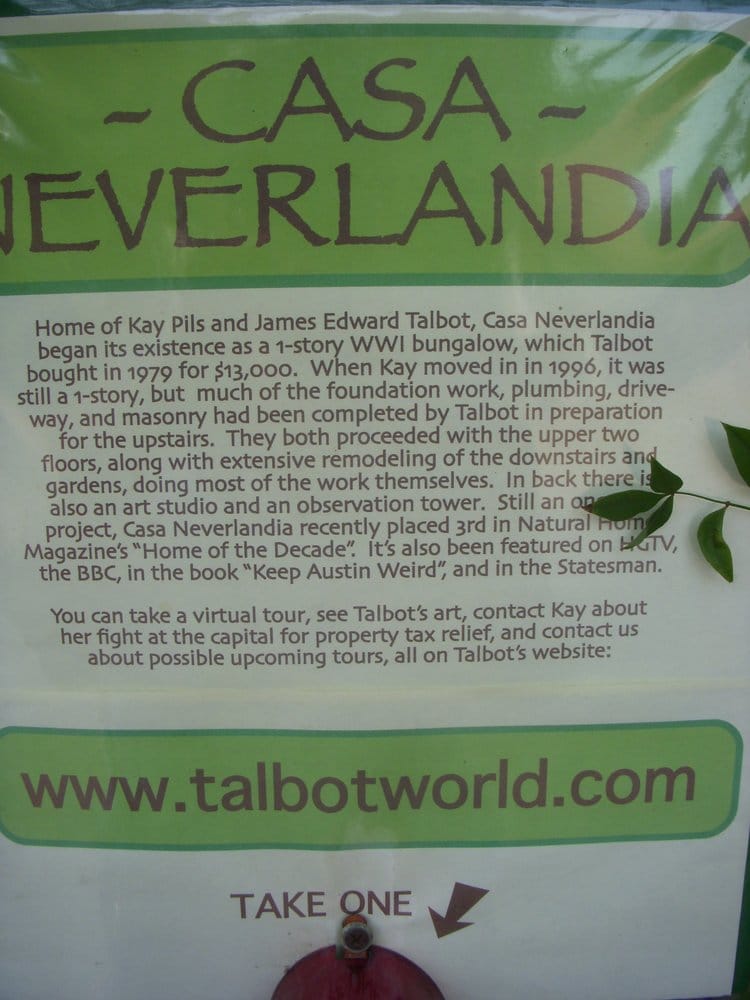 ~ CASA ~
NEVERLANDIA
Home of Kay Pils and James Edward Talbot, Casa Neverlandia
began its existence as a 1-story WWI bungalow, which Talbot
bought in 1979 for $13,000. When Kay moved in in 1996, it was
still a 1-story, but much of the foundation work, plumbing, drive-
way, and masonry had been completed by Talbot in preparation
for the upstairs. They both proceeded with the upper two
floors, along with extensive remodeling of the downstairs and
gardens, doing most of the work themselves. In back there is
also an art studio and an observation tower. Still an
project, Casa Neverlandia recently placed 3rd in Natural Home
Magazine's "Home of the Decade". It's also been featured on HGTV,
the BBC, in the book "Keep Austin Weird", and in the Statesman.
You can take a virtual tour, see Talbot's art, contact Kay about
her fight at the capital for property tax relief, and contact us
about possible upcoming tours, all on Talbot's website:
www.talbotworld.com
TAKE ONE